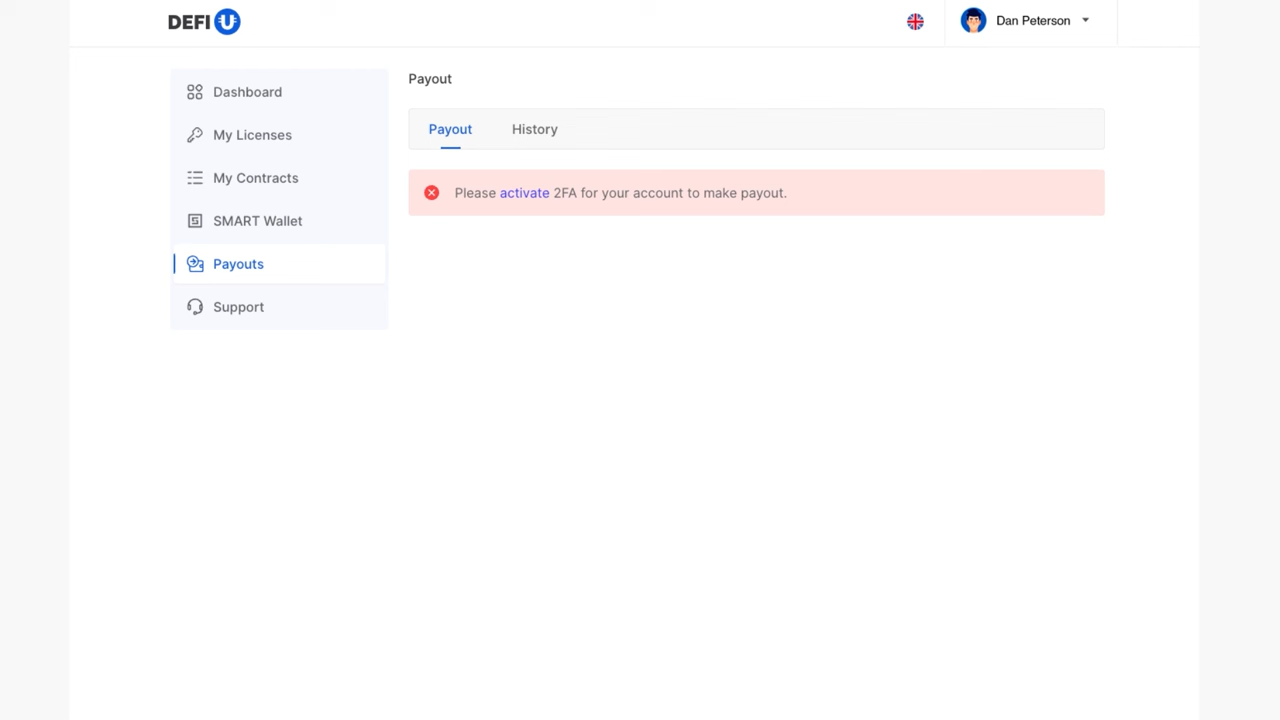 DEFI U
Dan Peterson
Dashboard
My Licenses
My Contracts
SMART Wallet
Payouts
Support
Payout
Payout
History
Please activate 2FA for your account to make payout.